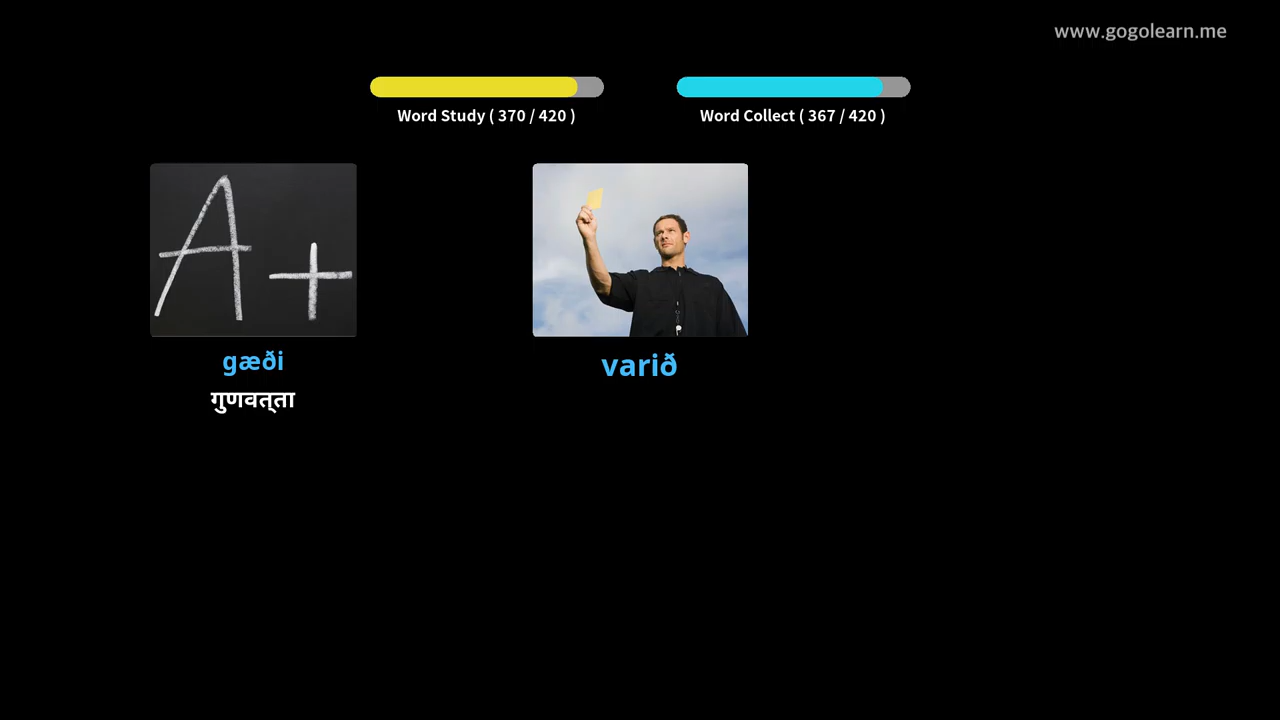 www.gogolearn.me
Word Study ( 370 / 420 )
Word Collect ( 367 / 420 )
A+
gæði
गुणवत्ता
varið